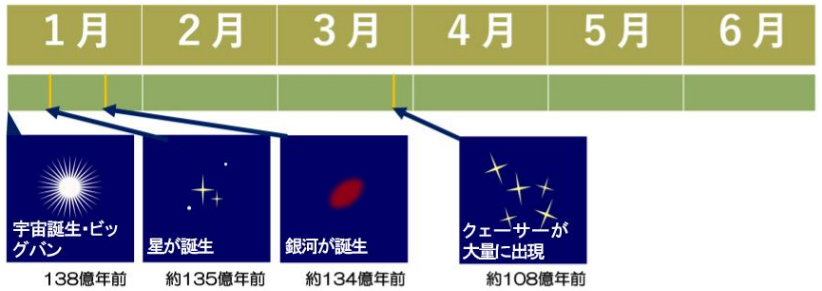 1月 2月 3月 4月 5月 6月
宇宙誕生・ビッ
グバン
星が誕生
銀河が誕生
クェーサーが
大量に出現
138億年前
約135億年前
約134億年前
約108億年前